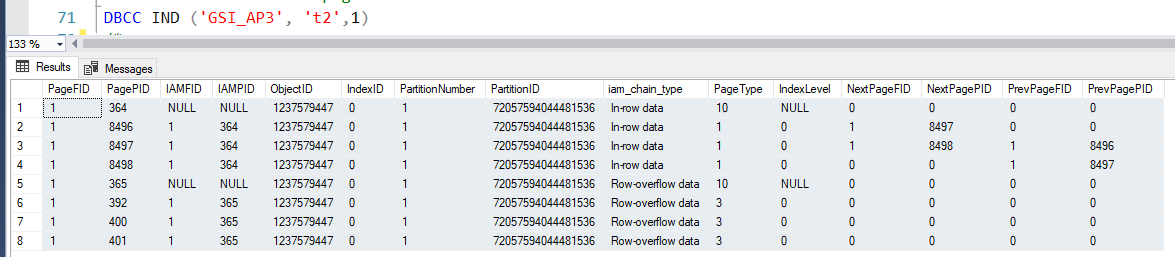 71 DBCC IND ('GSI_AP3', 't2',1)
133 %
Results Messages
PageFID PagePID IAMFID IAMPID ObjectID IndexID PartitionNumber PartitionID iam_chain_type PageType IndexLevel NextPageFID NextPagePID PrevPageFID PrevPagePID
1 1 364 NULL NULL 1237579447 0 1 72057594044481536 In-row data 10 NULL 0 0 0 0
2 1 8496 1 364 1237579447 0 1 72057594044481536 In-row data 1 0 1 8497 0 0
3 1 8497 1 364 1237579447 0 1 72057594044481536 In-row data 1 0 1 8498 1 8496
4 1 8498 1 364 1237579447 0 1 72057594044481536 In-row data 1 0 0 0 1 8497
5 1 365 NULL NULL 1237579447 0 1 72057594044481536 Row-overflow data 10 NULL 0 0 0 0
6 1 392 1 365 1237579447 0 1 72057594044481536 Row-overflow data 3 0 0 0 0 0
7 1 400 1 365 1237579447 0 1 72057594044481536 Row-overflow data 3 0 0 0 0 0
8 1 401 1 365 1237579447 0 1 72057594044481536 Row-overflow data 3 0 0 0 0 0